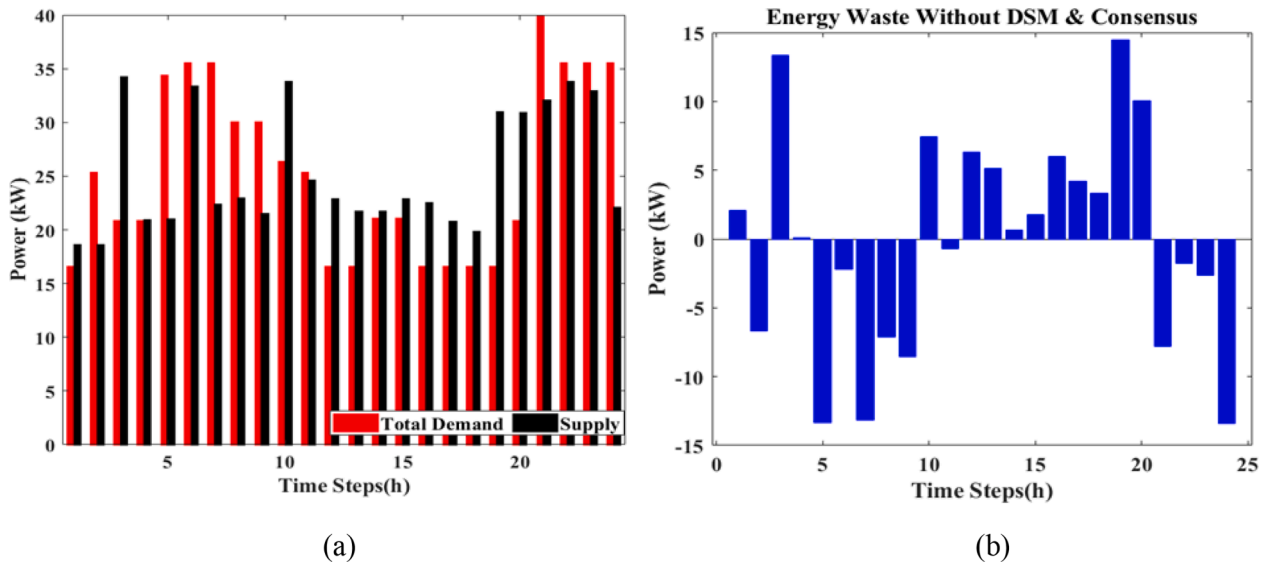 40
35
30
25
20
15
10
5
0
Power (kW)
Total Demand
Supply
5
10
15
20
Time Steps(h)
(a)
Energy Waste Without DSM & Consensus
15
10
5
0
-5
-10
-15
Power (kW)
0
5
10
15
20
25
Time Steps(h)
(b)